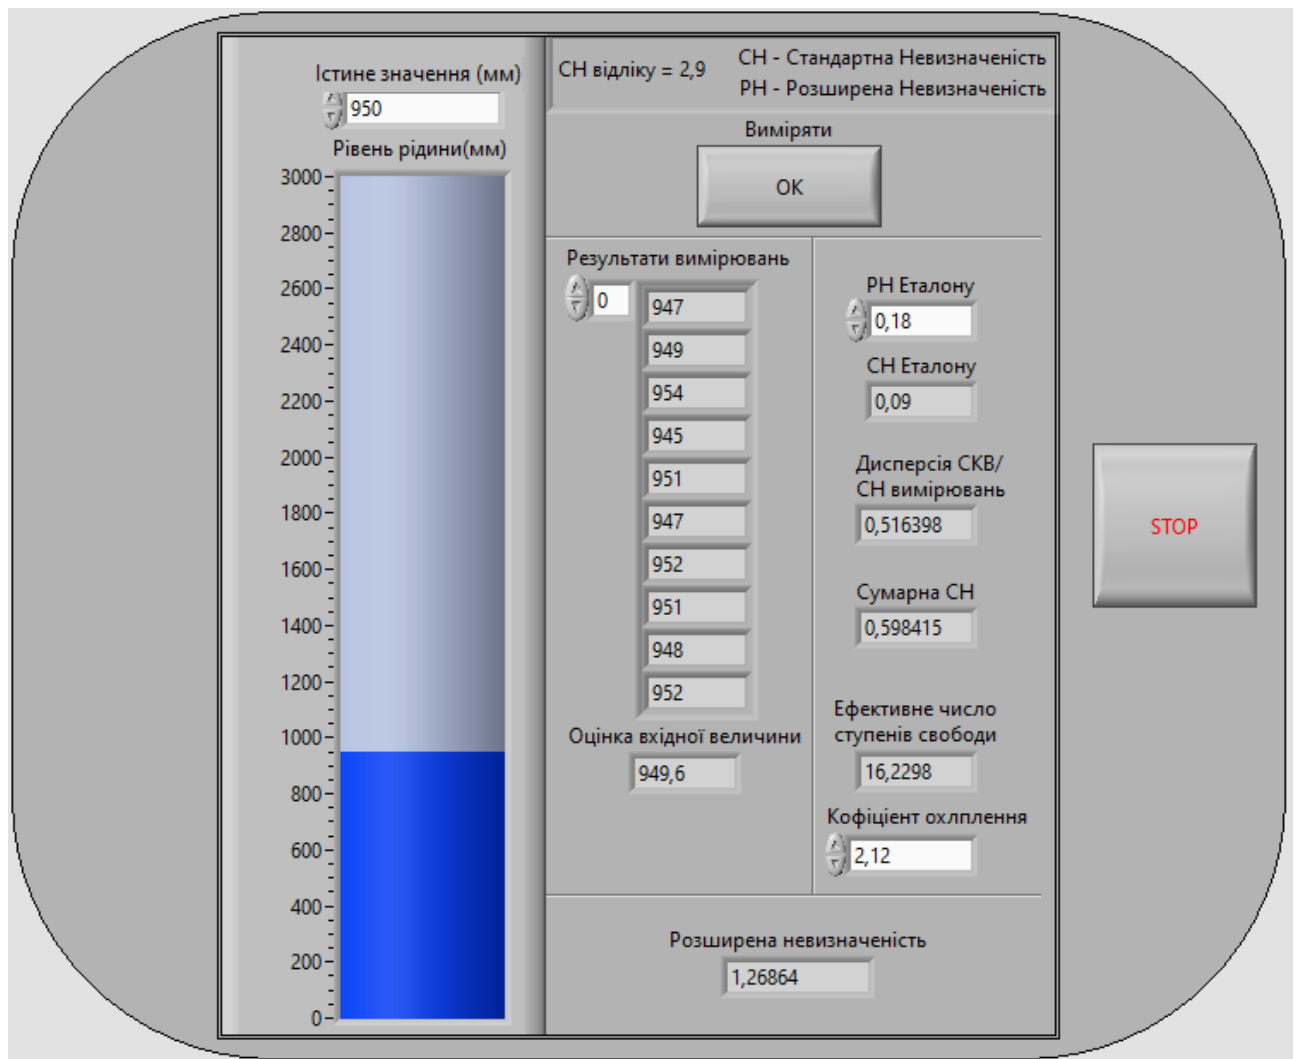 Істине значення (мм)
950
Рівень рідини(мм)
3000
2800
2600
2400
2200
2000
1800
1600
1400
1200
1000
800
600
400
200
0
СН відліку = 2,9
СН - Стандартна Невизначеність
РН - Розширена Невизначеність
Виміряти
OK
Результати вимірювань
0
947
949
954
945
951
947
952
951
948
952
Оцінка вхідної величини
949,6
РН Еталону
0,18
СН Еталону
0,09
Дисперсія СКВ/
СН вимірювань
0,516398
Сумарна СН
0,598415
Ефективне число
ступенів свободи
16,2298
Кофіціент охлплення
2,12
Розширена невизначеність
1,26864
STOP